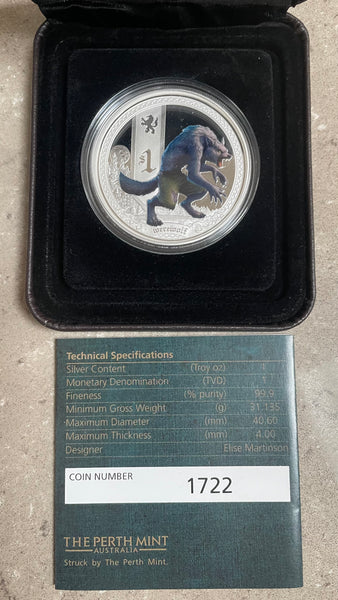 $1
werewolf
Technical Specifications
Silver Content (Troy oz) 1
Monetary Denomination (TVD) 1
Fineness (% purity) 99.9
Minimum Gross Weight (g) 31.135
Maximum Diameter (mm) 40.60
Maximum Thickness (mm) 4.00
Designer Elise Martinson
COIN NUMBER 1722
THE PERTH MINT
AUSTRALIA
Struck by The Perth Mint.